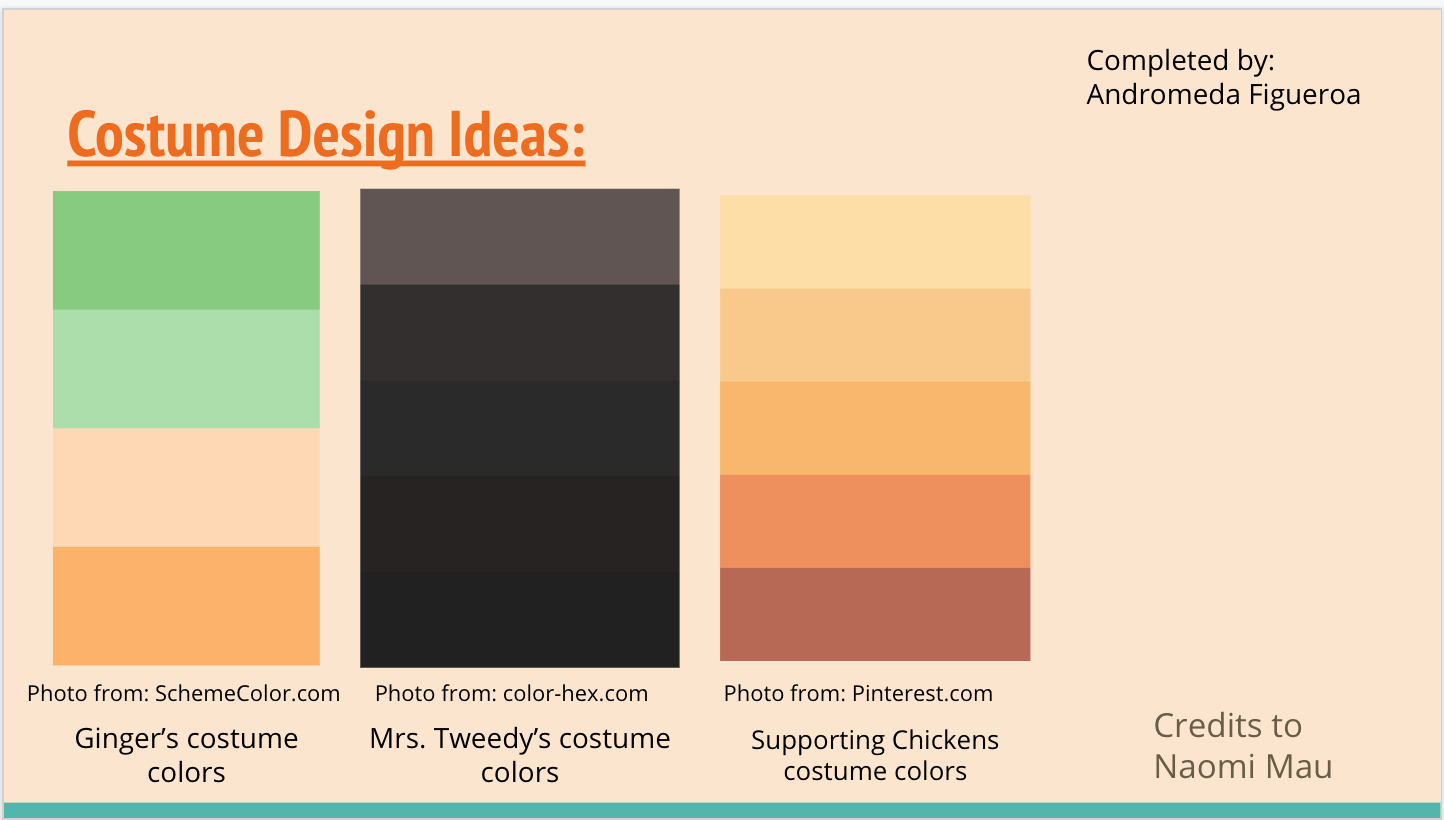 Completed by:
Andromeda Figueroa
Costume Design Ideas:
Photo from: SchemeColor.com
Photo from: color-hex.com
Photo from: Pinterest.com
Ginger’s costume
colors
Mrs. Tweedy’s costume
colors
Supporting Chickens
costume colors
Credits to
Naomi Mau